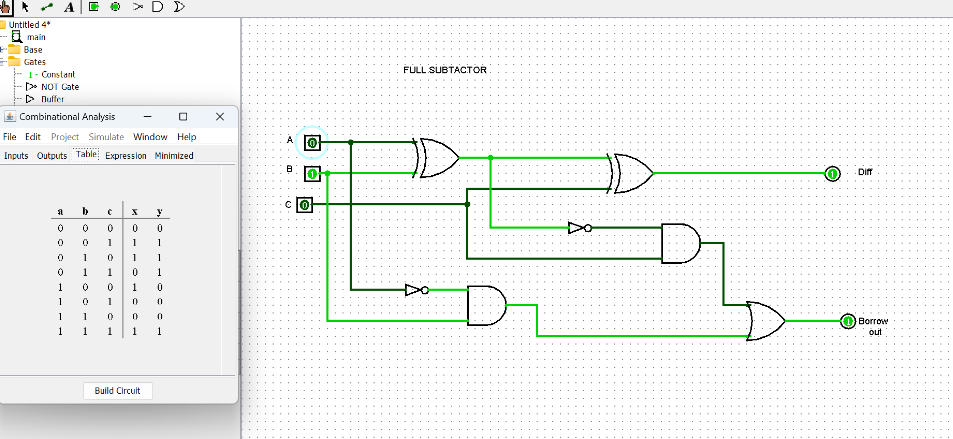 A
Untitled 4*
main
Base
Gates
1 - Constant
NOT Gate
Buffer
Combinational Analysis
File Edit Project Simulate Window Help
Inputs Outputs Table Expression Minimized
a b c x y
0 0 0 0 0
0 0 1 1 1
0 1 0 1 1
0 1 1 0 1
1 0 0 1 0
1 0 1 0 0
1 1 0 0 0
1 1 1 1 1
Build Circuit
FULL SUBTACTOR
A 0
B 1
C 0
1 Diff
1 Borrow
out